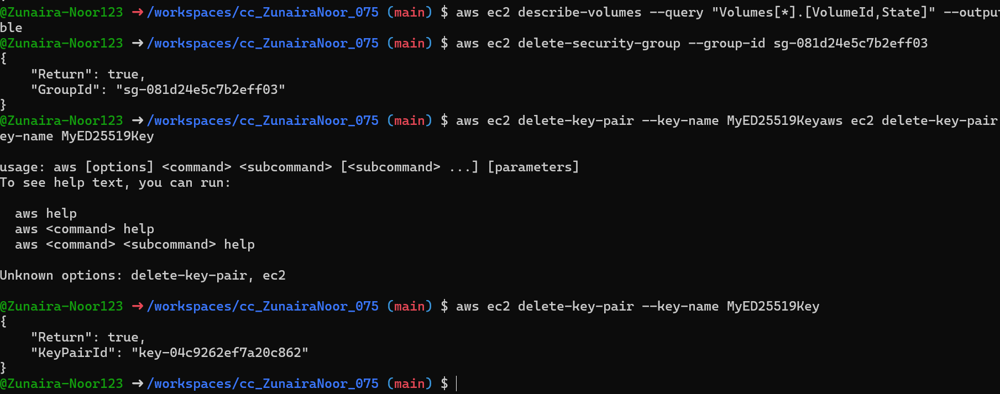 @Zunaira-Noor123 ➜ /workspaces/cc_ZunairaNoor_075 (main) $ aws ec2 describe-volumes --query "Volumes[*].[VolumeId,State]" --outpu
ble
@Zunaira-Noor123 ➜ /workspaces/cc_ZunairaNoor_075 (main) $ aws ec2 delete-security-group --group-id sg-081d24e5c7b2eff03
{
    "Return": true,
    "GroupId": "sg-081d24e5c7b2eff03"
}
@Zunaira-Noor123 ➜ /workspaces/cc_ZunairaNoor_075 (main) $ aws ec2 delete-key-pair --key-name MyED25519Keyaws ec2 delete-key-pair
ey-name MyED25519Key

usage: aws [options] <command> <subcommand> [<subcommand> ...] [parameters]
To see help text, you can run:

  aws help
  aws <command> help
  aws <command> <subcommand> help

Unknown options: delete-key-pair, ec2

@Zunaira-Noor123 ➜ /workspaces/cc_ZunairaNoor_075 (main) $ aws ec2 delete-key-pair --key-name MyED25519Key
{
    "Return": true,
    "KeyPairId": "key-04c9262ef7a20c862"
}
@Zunaira-Noor123 ➜ /workspaces/cc_ZunairaNoor_075 (main) $